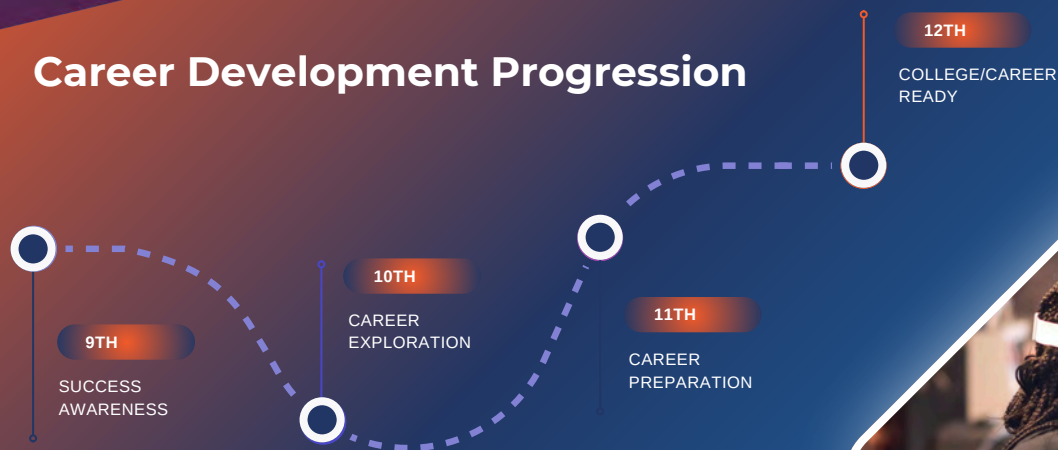 Career Development Progression
12TH
COLLEGE/CAREER
READY
9TH
SUCCESS
AWARENESS
10TH
CAREER
EXPLORATION
11TH
CAREER
PREPARATION